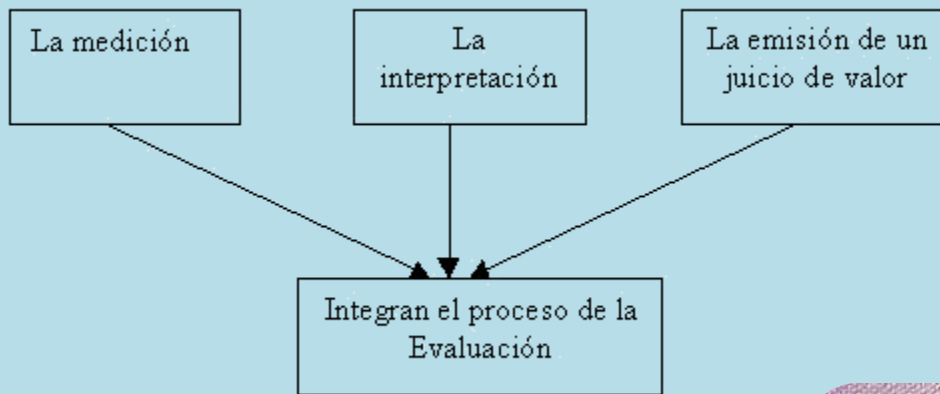 La medición
La
interpretación
La emisión de un
juicio de valor
Integran el proceso de la
Evaluación